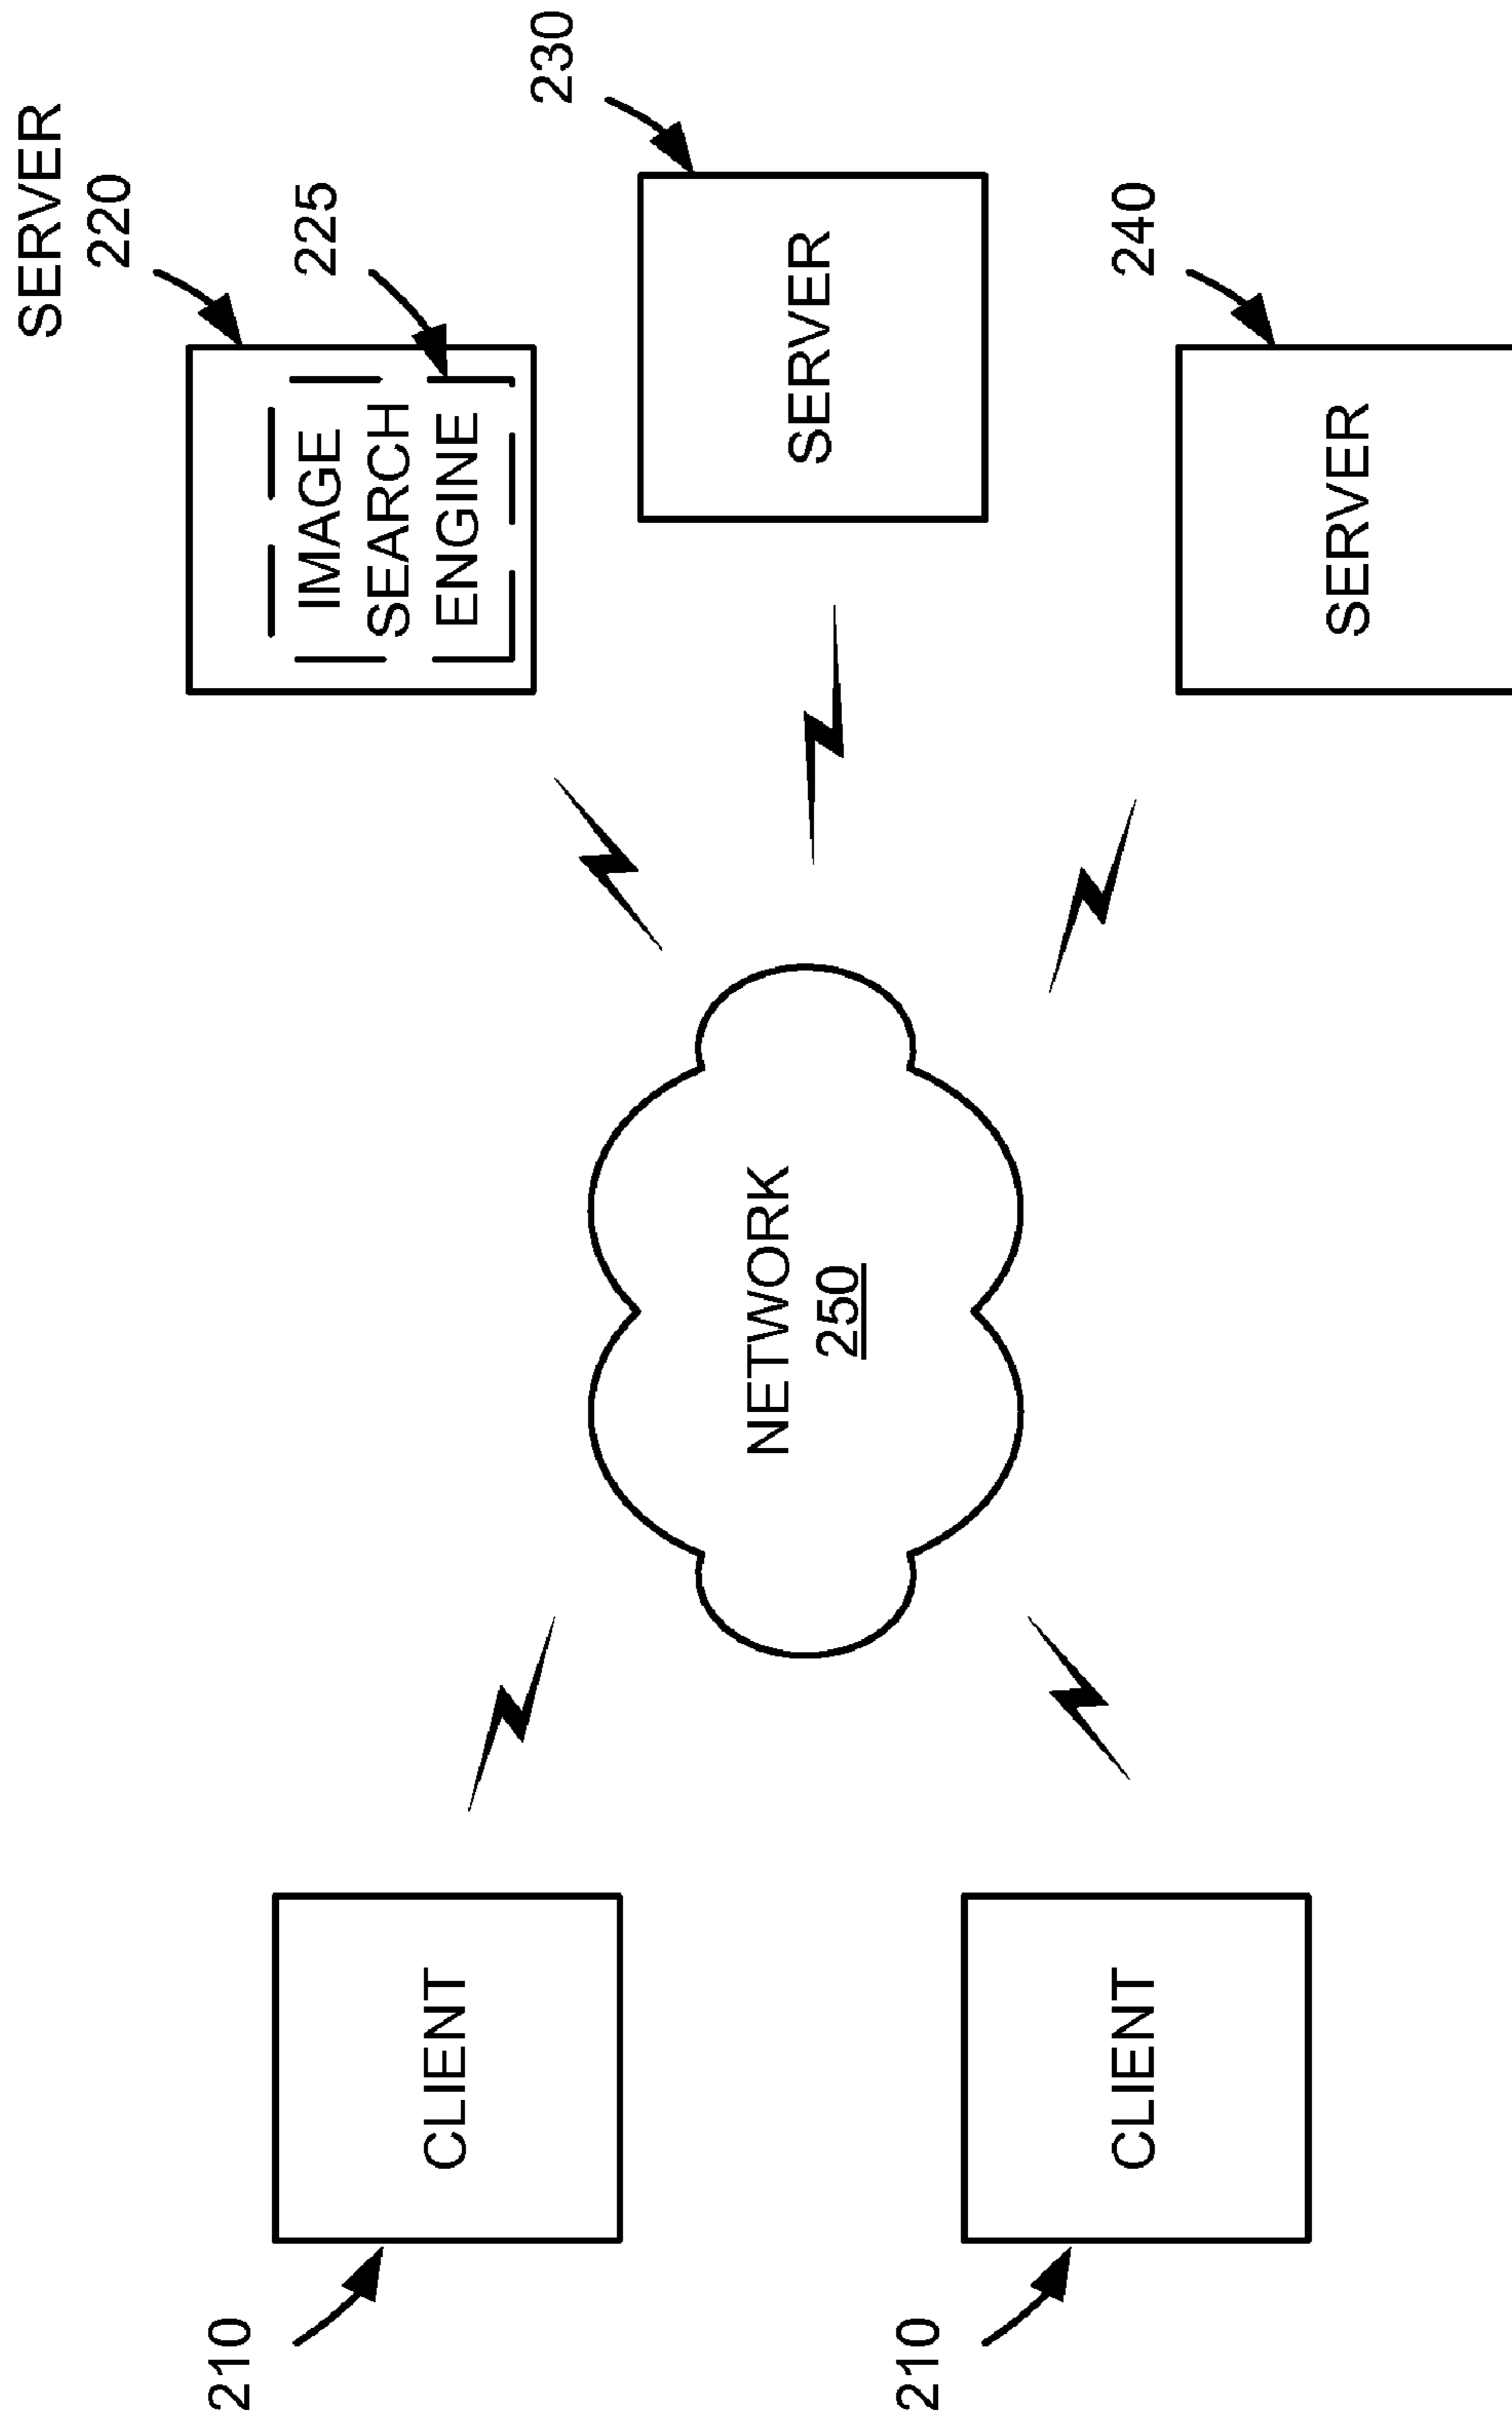 SERVER
220
225
IMAGE
SEARCH
ENGINE
230
SERVER
240
SERVER
NETWORK
250
210
CLIENT
210
CLIENT